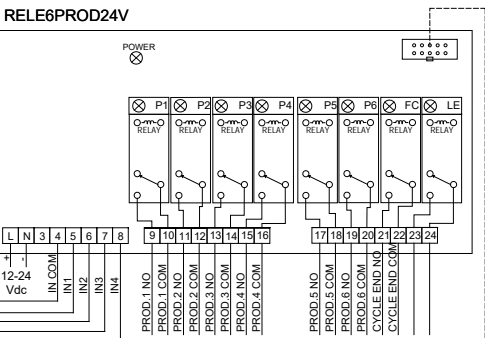 RELE6PROD24V
POWER
P1 P2 P3 P4 P5 P6 FC LE
RELAY RELAY RELAY RELAY RELAY RELAY RELAY RELAY
L N 3 4 5 6 7 8 9 10 11 12 13 14 15 16 17 18 19 20 21 22 23 24
+ -
12-24
Vdc
IN COM
IN1
IN2
IN3
IN4
PROD.1 NO
PROD.1 COM
PROD.2 NO
PROD.2 COM
PROD.3 NO
PROD.3 COM
PROD.4 NO
PROD.4 COM
PROD.5 NO
PROD.5 COM
PROD.6 NO
PROD.6 COM
CYCLE END NO
CYCLE END COM